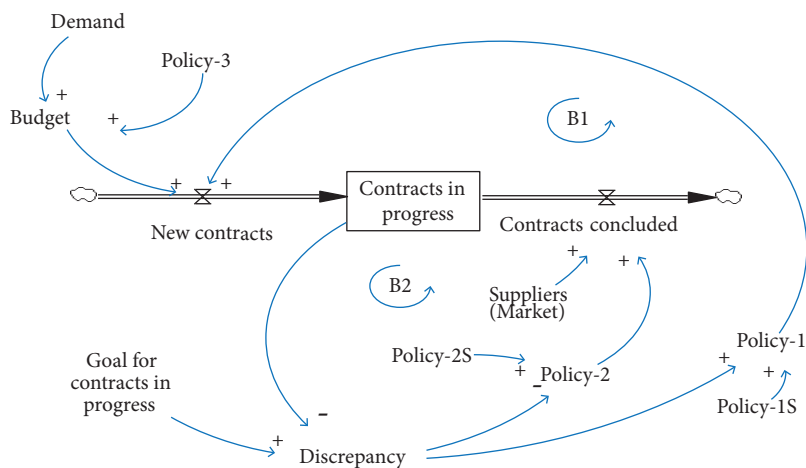 Demand
Policy-3
+
+
Budget
B1
+
+
Contracts in
progress
New contracts
Contracts concluded
+
+
B2
Suppliers
(Market)
Policy-1
Goal for
contracts in
progress
Policy-2S
+
-
Policy-2
+
+
Policy-1S
-
+
Discrepancy